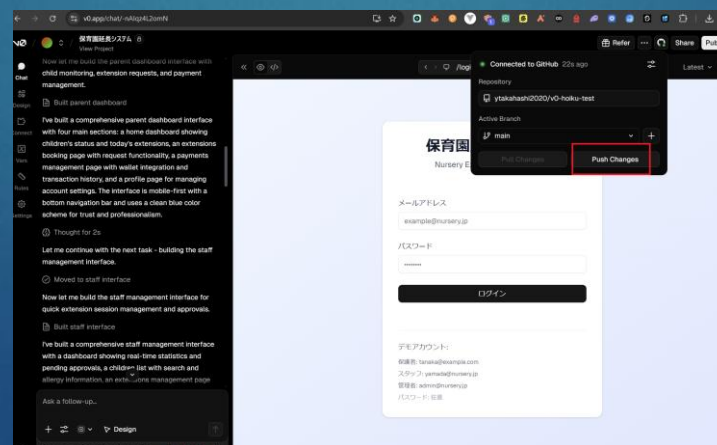 v0.app/chat/-nAlqz4L2omN
v0
保育園延長システム
View Project
Refer
Share
Pub
Chat
Design
Connect
Vars
Rules
Settings
Now let me build the parent dashboard interface with
child monitoring, extension requests, and payment
management.
Built parent dashboard
I've built a comprehensive parent dashboard interface
with four main sections: a home dashboard showing
children's status and today's extensions, an extensions
booking page with request functionality, a payments
management page with wallet integration and
transaction history, and a profile page for managing
account settings. The interface is mobile-first with a
bottom navigation bar and uses a clean blue color
scheme for trust and professionalism.
Thought for 2s
Let me continue with the next task - building the staff
management interface.
Moved to staff interface
Now let me build the staff management interface for
quick extension session management and approvals.
Built staff interface
I've built a comprehensive staff management interface
with a dashboard showing real-time statistics and
pending approvals, a children list with search and
allergy information, an management page
Ask a follow-up...
Design
/logi
Latest
Connected to GitHub 22s ago
Repository
ytakahashi2020/v0-hoiku-test
Active Branch
main
Pull Changes
Push Changes
保育園
Nursery E
メールアドレス
example@nursery.jp
パスワード
ログイン
デモアカウント:
保護者: tanaka@example.com
スタッフ: yamada@nursery.jp
管理者: admin@nursery.jp
パスワード: 任意